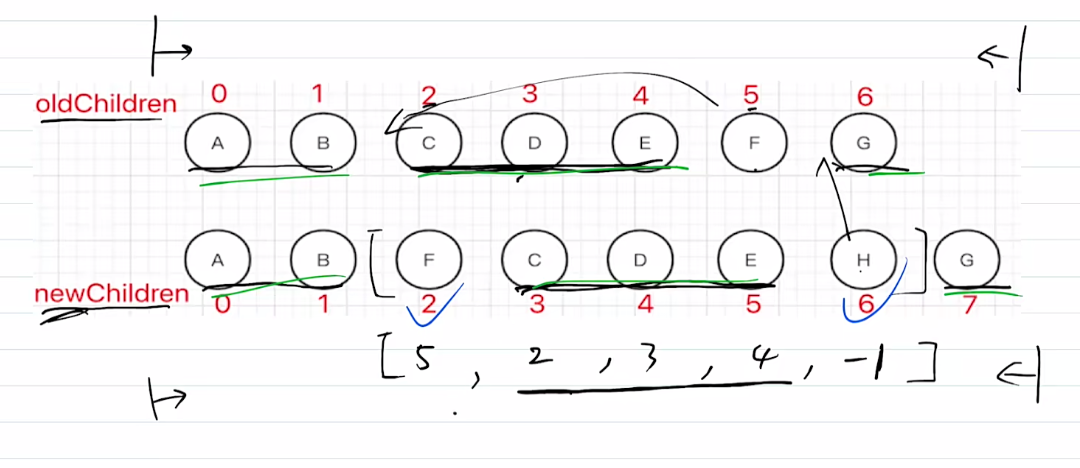 0 1 2 3 4 5 6
oldChildren A B C D E F G
A B [ F C D E H ] G
newChildren 0 1 2 3 4 5 6 7
[ 5 , 2 , 3 , 4 , -1 ]